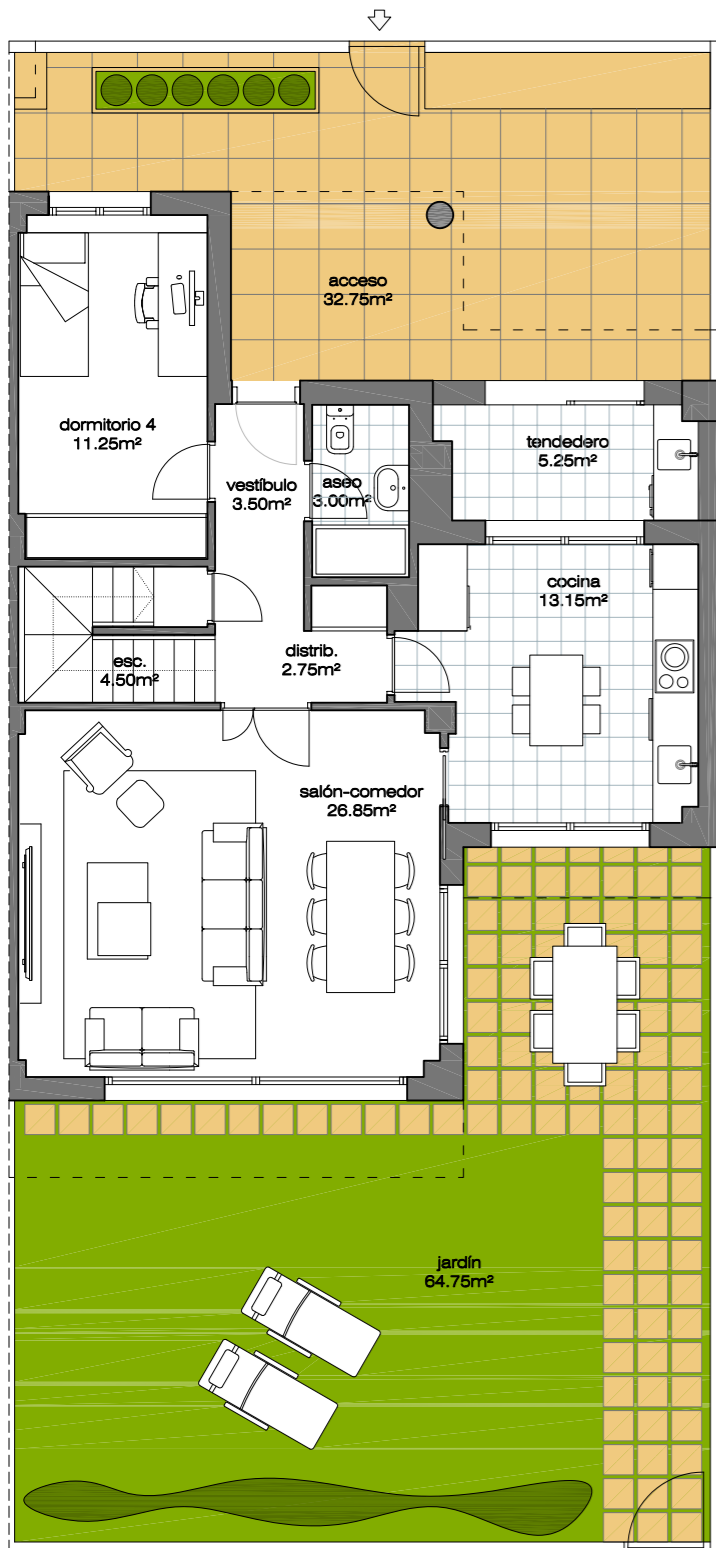 acceso
32.75m²
dormitorio 4
11.25m²
tendedero
5.25m²
vestíbulo
3.50m²
aseo
3.00m²
cocina
13.15m²
esc.
4.50m²
distrib.
2.75m²
salón-comedor
26.85m²
jardín
64.75m²